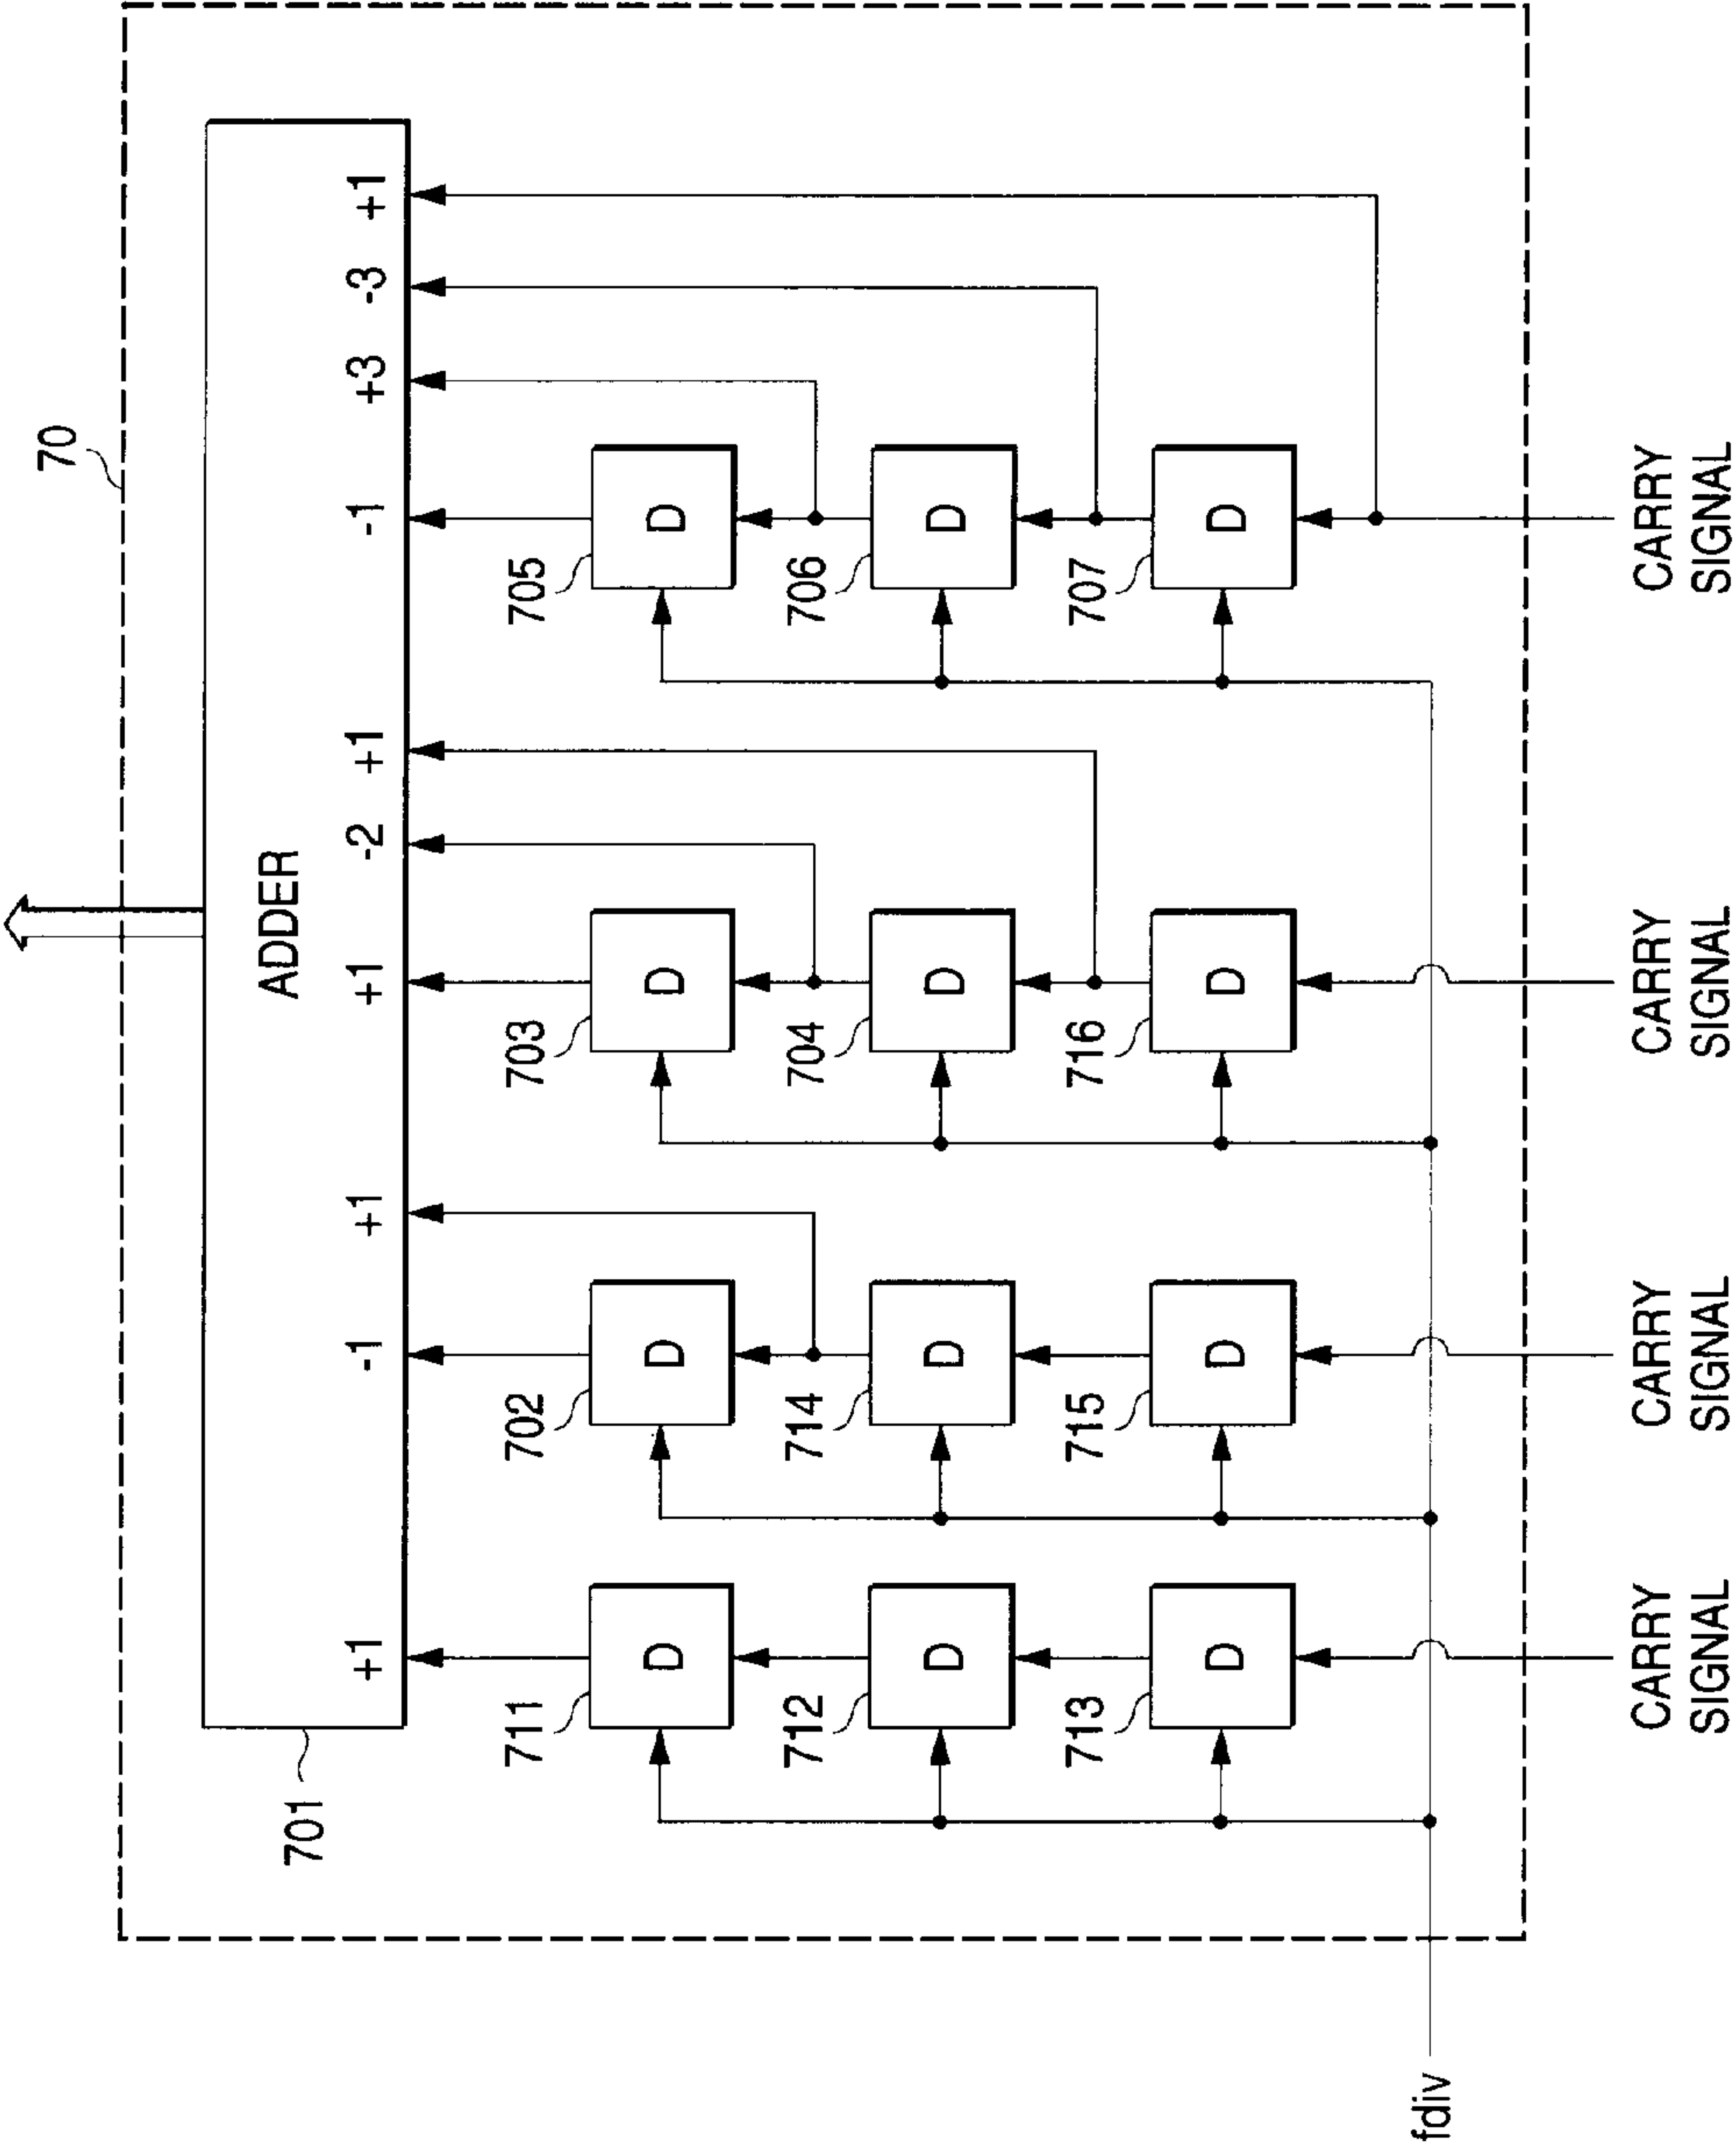 70
701
ADDER
+1
-1
+1
+1
-2
+1
-1
+3
-3
+1
711
D
702
D
703
D
705
D
712
D
714
D
704
D
706
D
713
D
715
D
716
D
707
D
fdiv
CARRY
SIGNAL
CARRY
SIGNAL
CARRY
SIGNAL
CARRY
SIGNAL